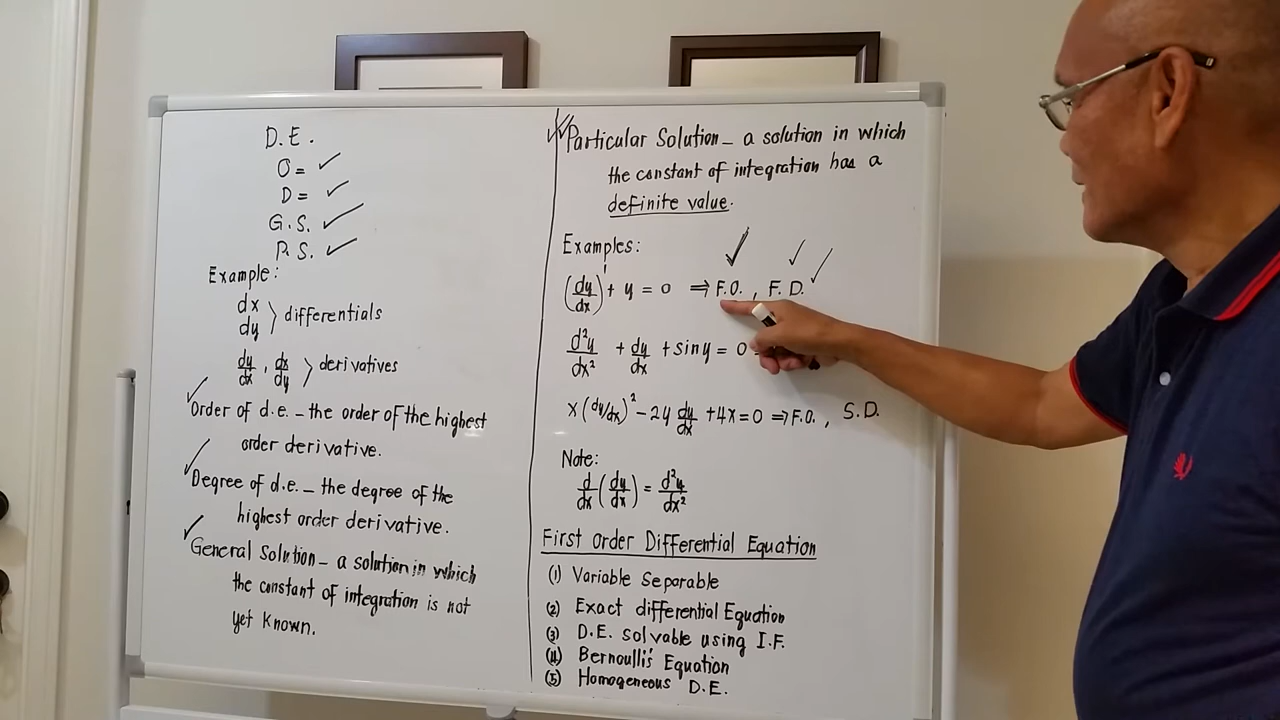 D.E.
O = ✓
D = ✓
G.S. ✓
P.S. ✓
Example:
dx
dy > differentials
dy/dx , dx/dy > derivatives
✓ Order of d.e. – the order of the highest
order derivative.
✓ Degree of d.e. – the degree of the
highest order derivative.
✓ General Solution – a solution in which
the constant of integration is not
yet known.
✓ Particular Solution – a solution in which
the constant of integration has a
definite value.
Examples:
(dy/dx)¹ + y = 0 ⇒ F.O. , F.D.
d²y/dx² + dy/dx + sin y = 0
x(dy/dx)² – 2y dy/dx + 4x = 0 ⇒ F.O. , S.D.
Note:
d/dx (dy/dx) = d²y/dx²
First Order Differential Equation
(1) Variable Separable
(2) Exact differential Equation
(3) D.E. solvable using I.F.
(4) Bernoulli's Equation
(5) Homogeneous D.E.